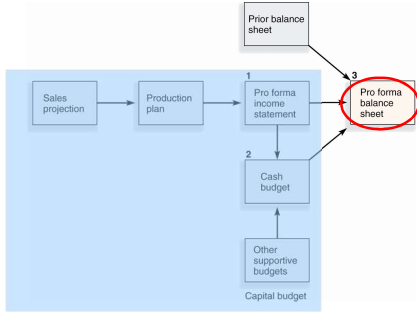 Prior balance
sheet
1
3
Sales
projection
Production
plan
Pro forma
income
statement
Pro forma
balance
sheet
2
Cash
budget
Other
supportive
budgets
Capital budget